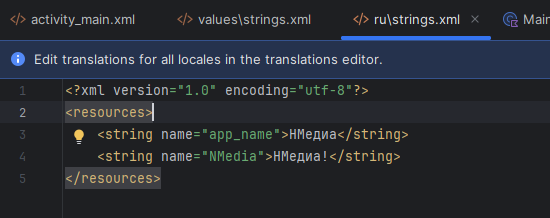 activity_main.xml values\strings.xml ru\strings.xml Main
Edit translations for all locales in the translations editor.
1 <?xml version="1.0" encoding="utf-8"?>
2 <resources>
3 <string name="app_name">НМедиа</string>
4 <string name="NMedia">НМедиа!</string>
5 </resources>